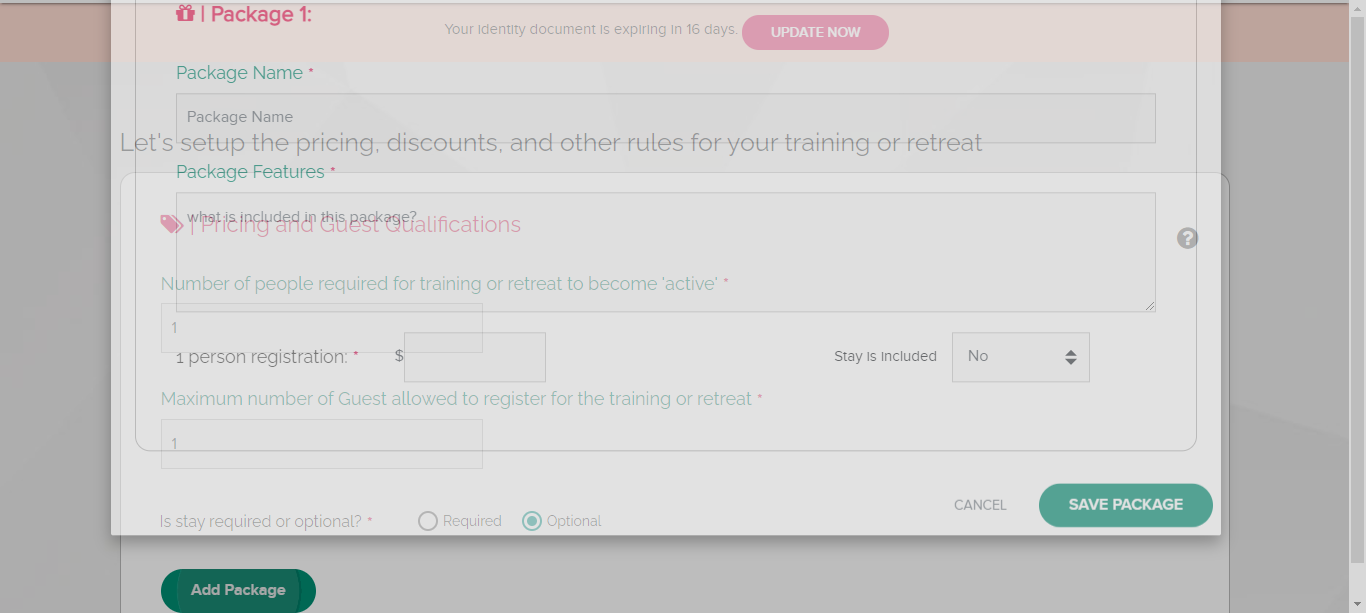 | Package 1:
Your identity document is expiring in 16 days. UPDATE NOW
Package Name *
Package Name
Let's setup the pricing, discounts, and other rules for your training or retreat
Package Features *
what is included in this package?
| Pricing and Guest Qualifications
?
Number of people required for training or retreat to become 'active' *
1
1 person registration: * $ Stay is included No
Maximum number of Guest allowed to register for the training or retreat *
1
CANCEL SAVE PACKAGE
Is stay required or optional? * Required Optional
Add Package